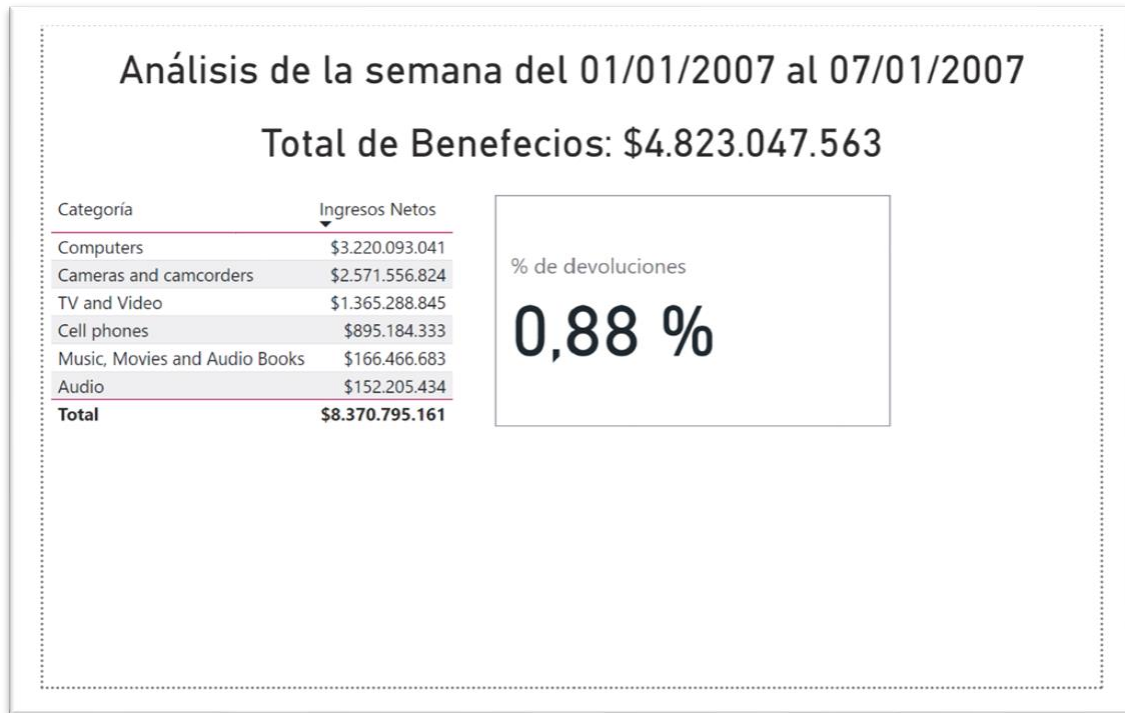 Análisis de la semana del 01/01/2007 al 07/01/2007
Total de Benefecios: $4.823.047.563
Categoría Ingresos Netos
Computers $3.220.093.041
Cameras and camcorders $2.571.556.824
TV and Video $1.365.288.845
Cell phones $895.184.333
Music, Movies and Audio Books $166.466.683
Audio $152.205.434
Total $8.370.795.161
% de devoluciones
0,88 %